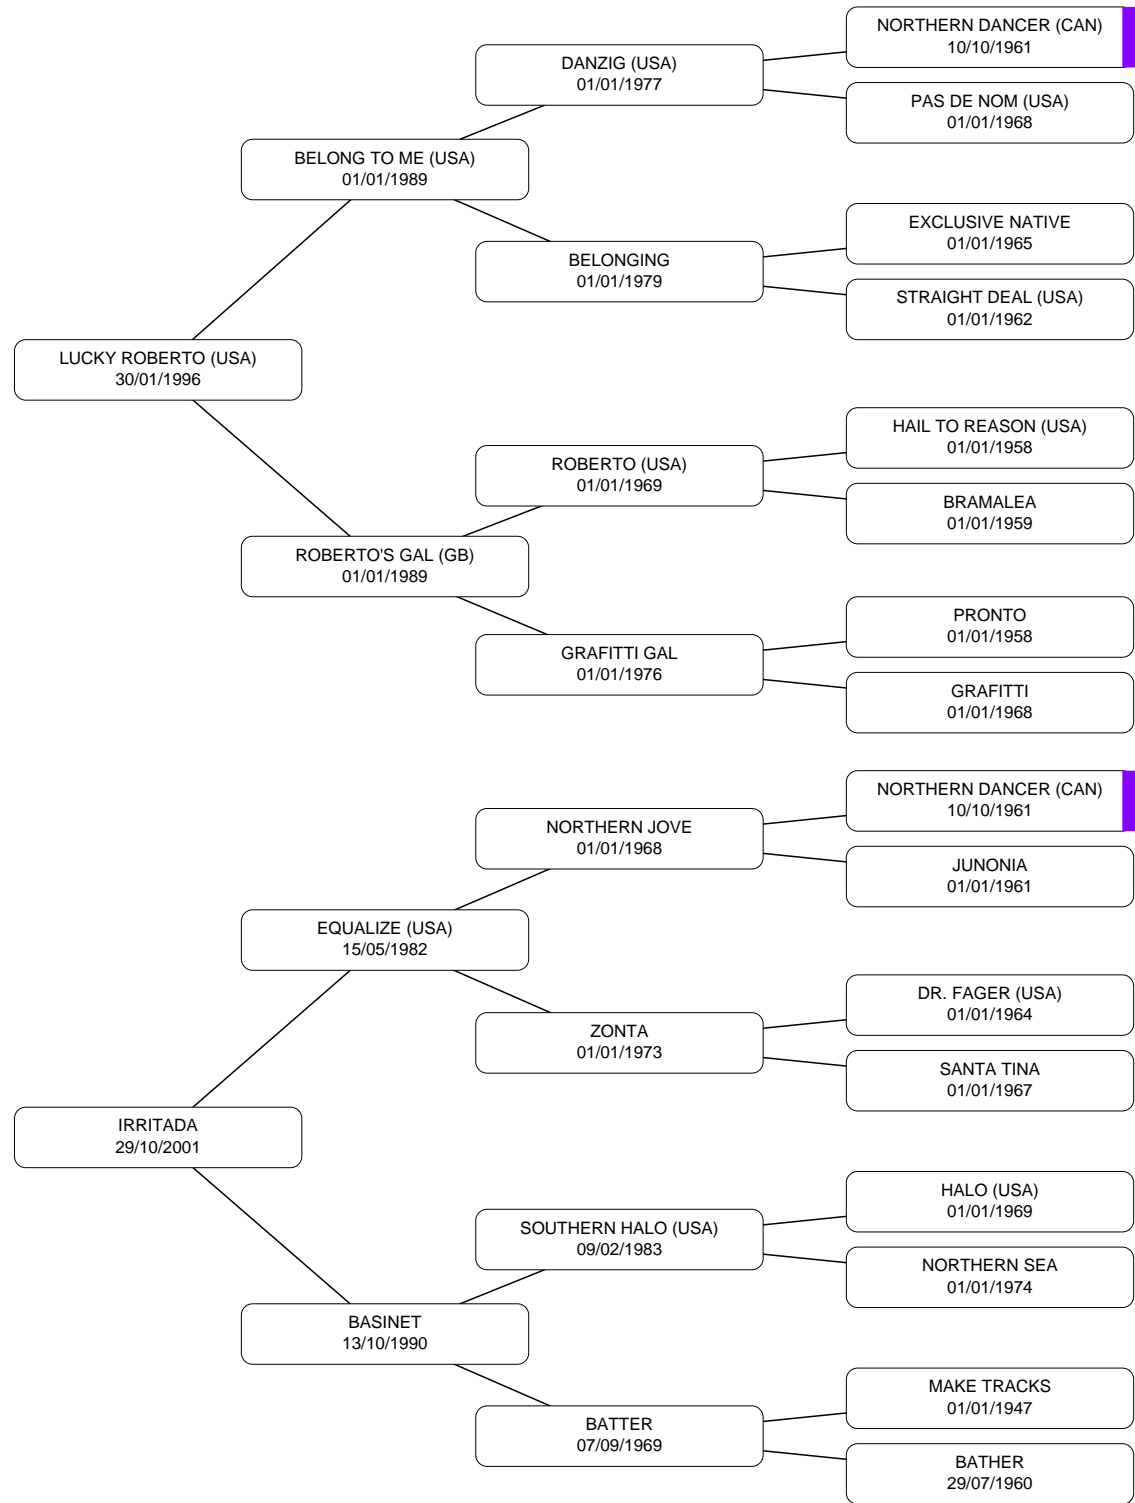 NORTHERN DANCER (CAN)
10/10/1961
DANZIG (USA)
01/01/1977
PAS DE NOM (USA)
01/01/1968
BELONG TO ME (USA)
01/01/1989
EXCLUSIVE NATIVE
01/01/1965
BELONGING
01/01/1979
STRAIGHT DEAL (USA)
01/01/1962
LUCKY ROBERTO (USA)
30/01/1996
HAIL TO REASON (USA)
01/01/1958
ROBERTO (USA)
01/01/1969
BRAMALEA
01/01/1959
ROBERTO'S GAL (GB)
01/01/1989
PRONTO
01/01/1958
GRAFITTI GAL
01/01/1976
GRAFITTI
01/01/1968
NORTHERN DANCER (CAN)
10/10/1961
NORTHERN JOVE
01/01/1968
JUNONIA
01/01/1961
EQUALIZE (USA)
15/05/1982
DR. FAGER (USA)
01/01/1964
ZONTA
01/01/1973
SANTA TINA
01/01/1967
IRRITADA
29/10/2001
HALO (USA)
01/01/1969
SOUTHERN HALO (USA)
09/02/1983
NORTHERN SEA
01/01/1974
BASINET
13/10/1990
MAKE TRACKS
01/01/1947
BATTER
07/09/1969
BATHER
29/07/1960